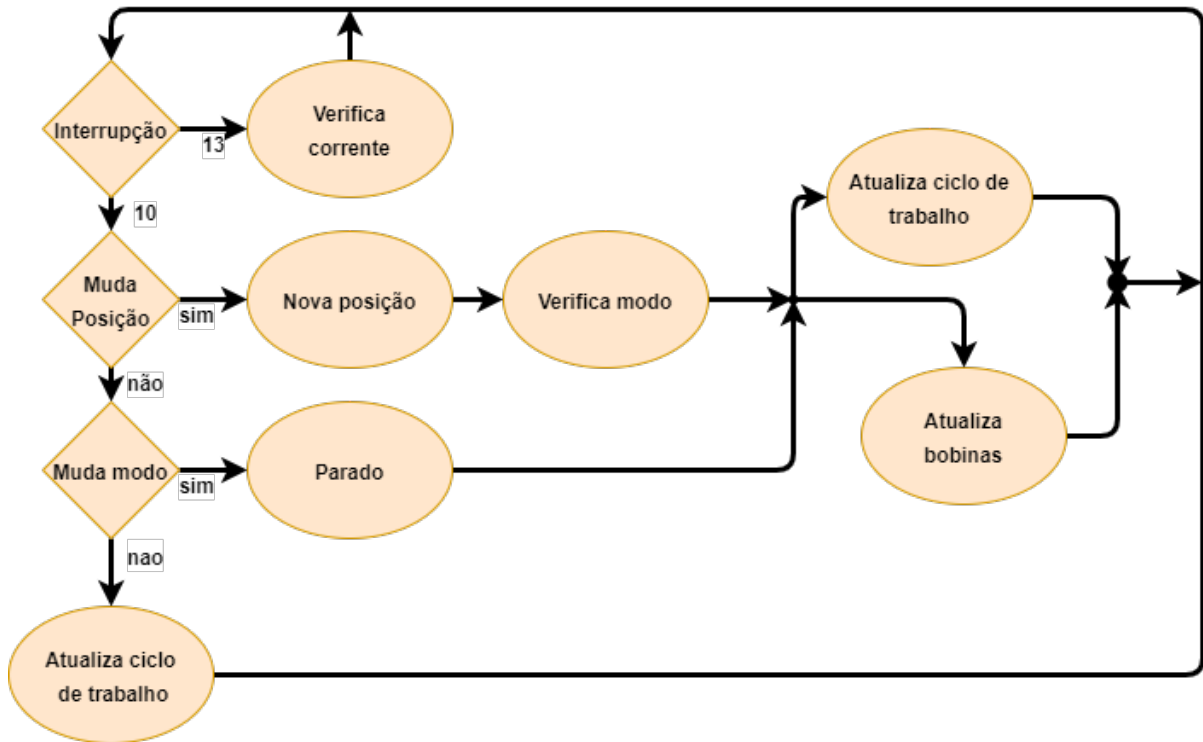 Interrupção
13
Verifica
corrente
10
Muda
Posição
sim
Nova posição
Verifica modo
Atualiza ciclo de
trabalho
não
Muda modo
sim
Parado
Atualiza
bobinas
nao
Atualiza ciclo
de trabalho